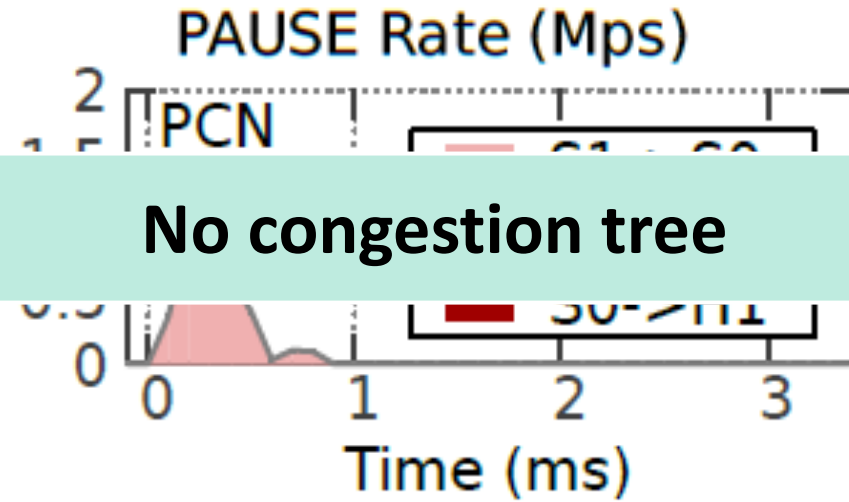 PAUSE Rate (Mps)
2
PCN
No congestion tree
0
0 1 2 3
Time (ms)